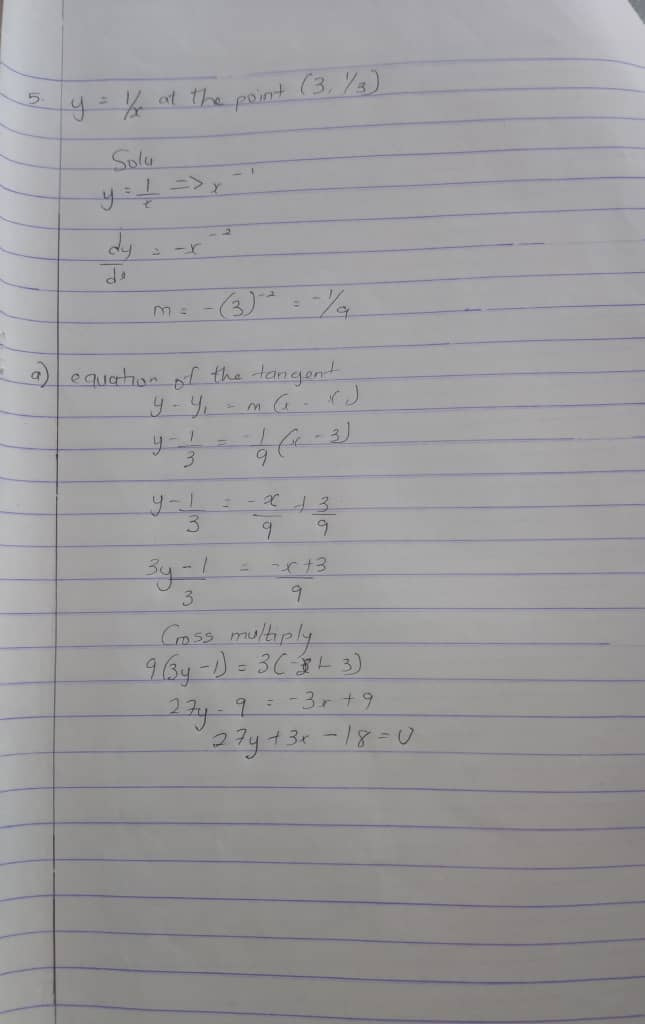 5. y = 1/x at the point (3, 1/3)
Solu
y = 1/x => x^-1
dy/dx = -x^-2
m = -(3)^-2 = -1/9
a) equation of the tangent
y - y₁ = m(x - x₁)
y - 1/3 = -1/9 (x - 3)
y - 1/3 = -x/9 + 3/9
3y - 1/3 = -x + 3/9
Cross multiply
9(3y - 1) = 3(-x + 3)
27y - 9 = -3x + 9
27y + 3x - 18 = 0